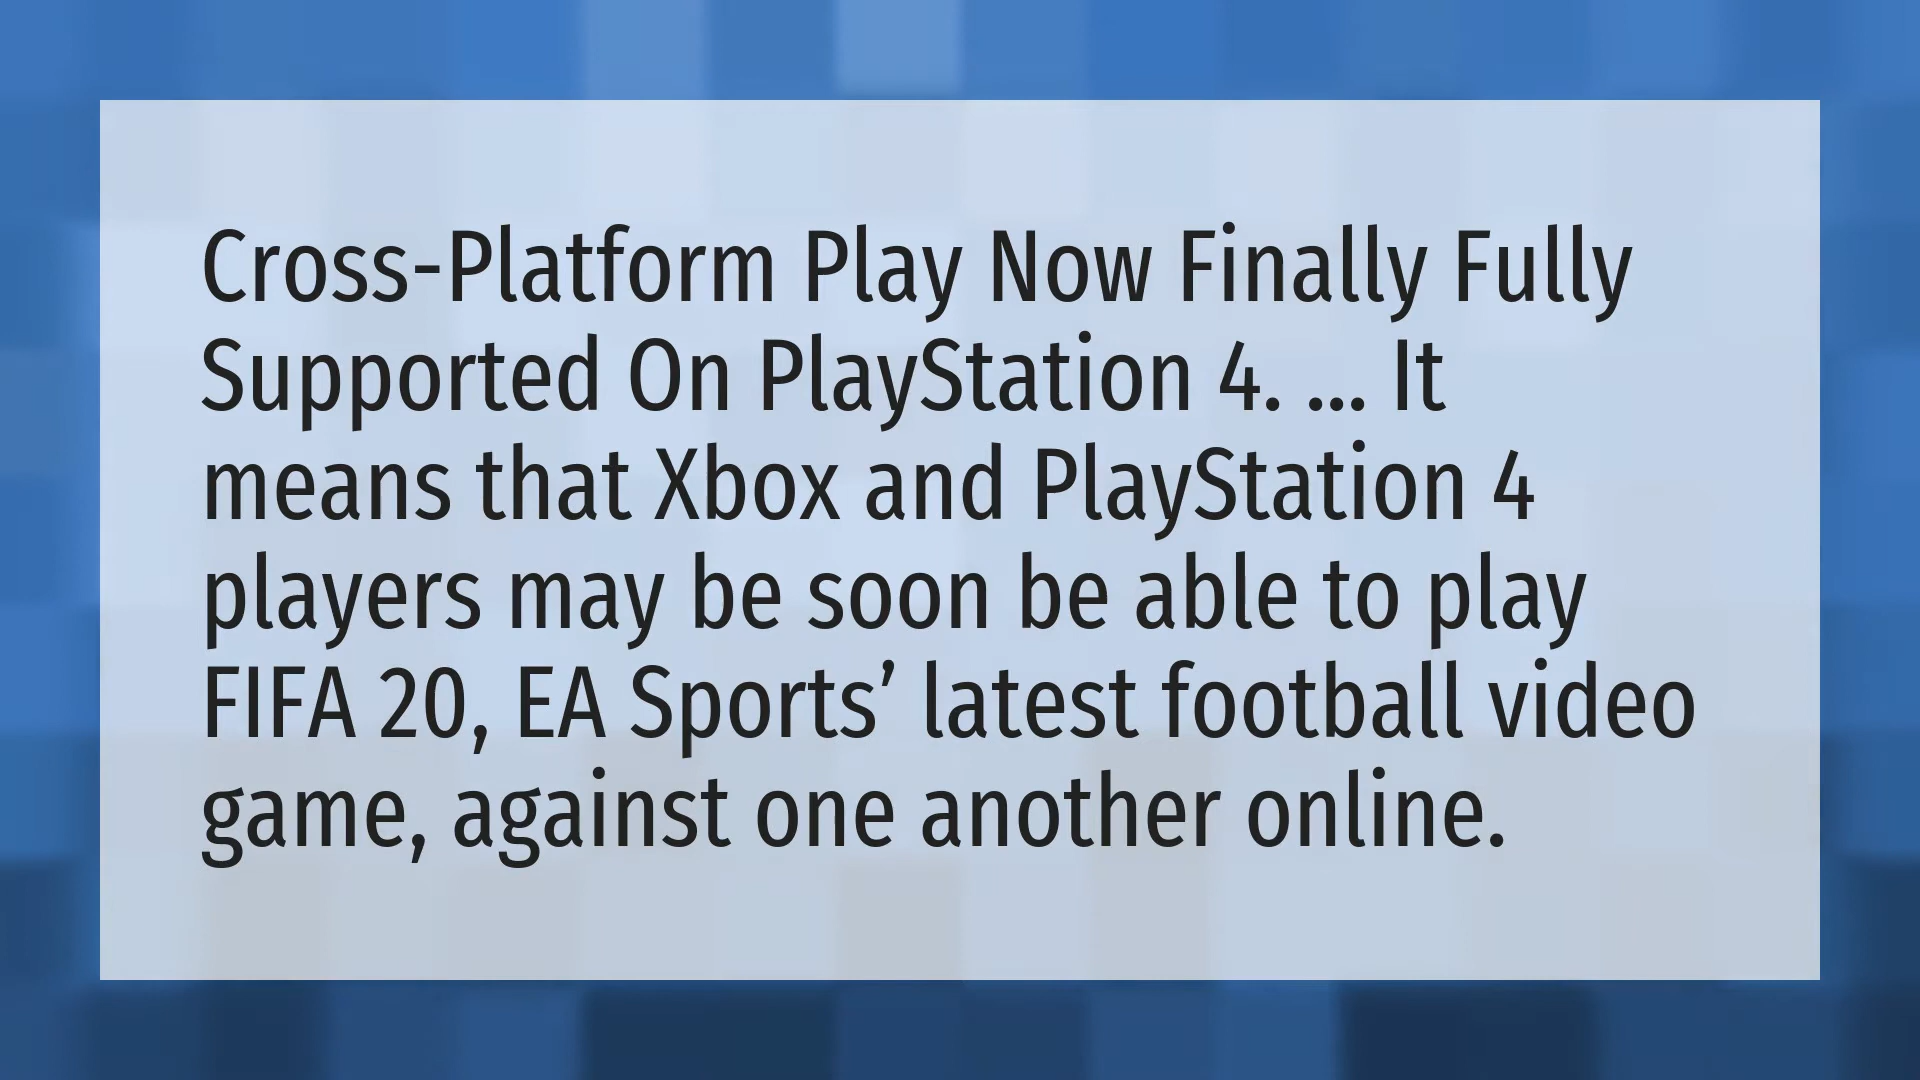 Cross-Platform Play Now Finally Fully
Supported On PlayStation 4. ... It
means that Xbox and PlayStation 4
players may be soon be able to play
FIFA 20, EA Sports’ latest football video
game, against one another online.